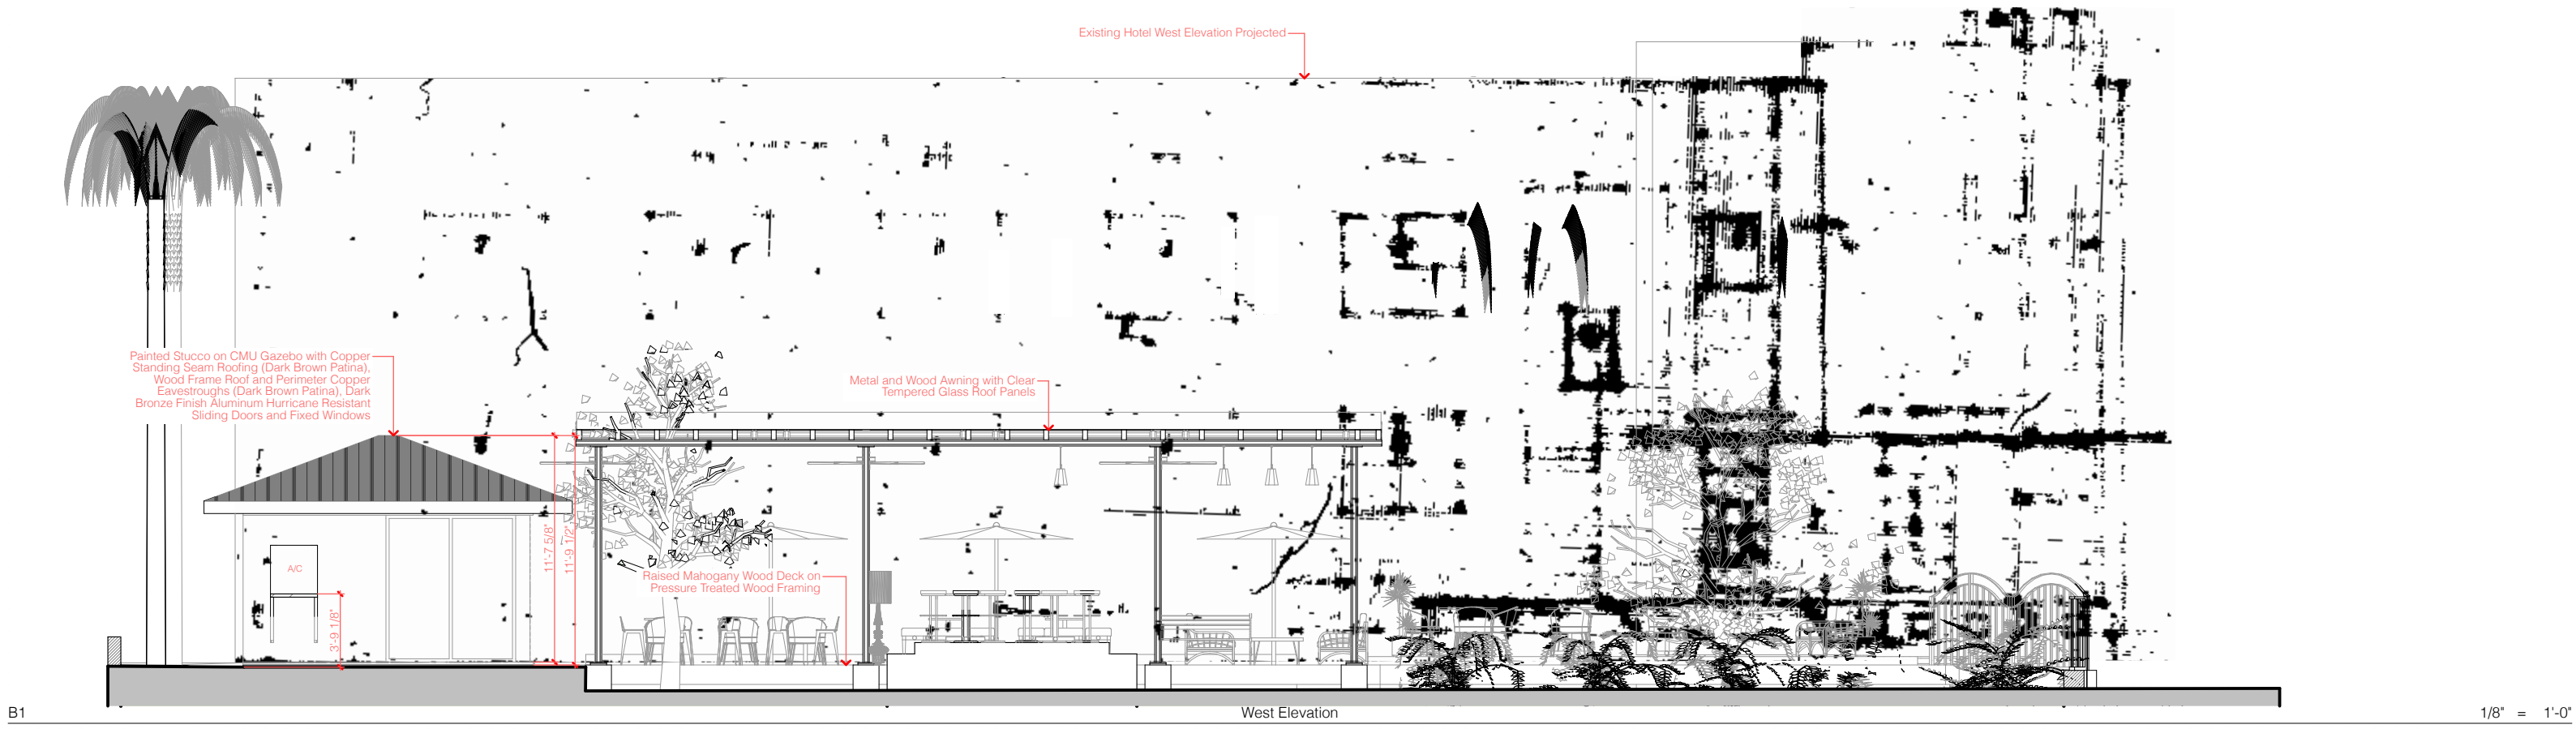 Existing Hotel West Elevation Projected
Painted Stucco on CMU Gazebo with Copper
Standing Seam Roofing (Dark Brown Patina),
Wood Frame Roof and Perimeter Copper
Eavestroughs (Dark Brown Patina), Dark
Bronze Finish Aluminum Hurricane Resistant
Sliding Doors and Fixed Windows
Metal and Wood Awning with Clear
Tempered Glass Roof Panels
11'-7 5/8"
11'-9 1/2"
A/C
3'-9 1/8"
Raised Mahogany Wood Deck on
Pressure Treated Wood Framing
B1
West Elevation
1/8" = 1'-0"